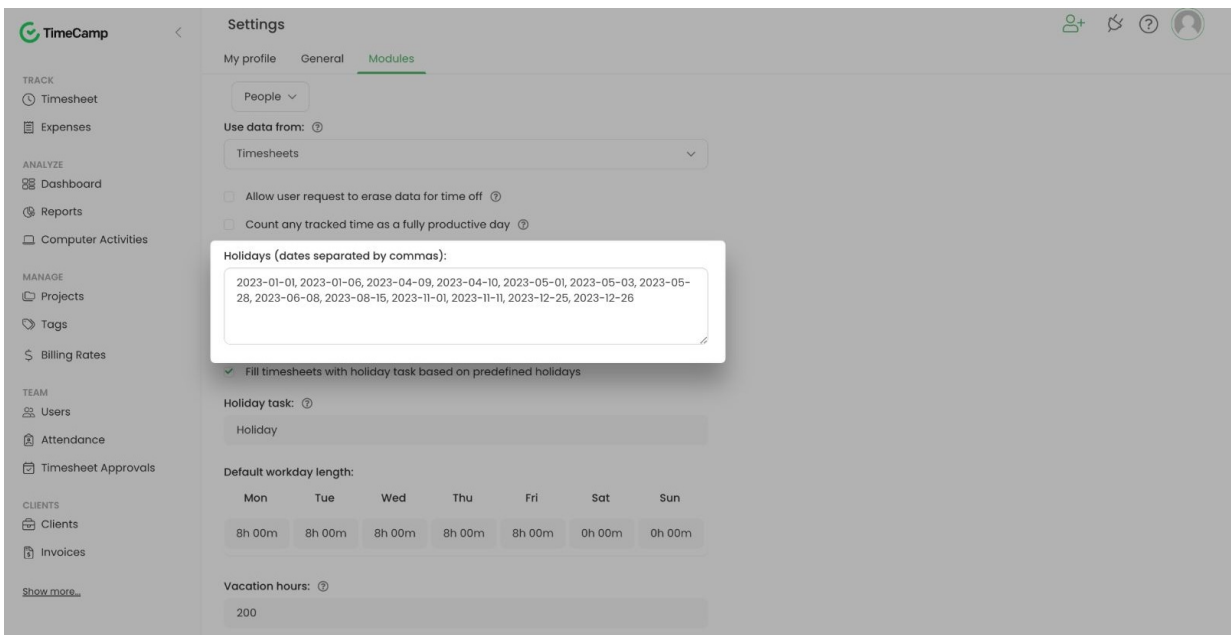 TimeCamp
TRACK
Timesheet
Expenses
ANALYZE
Dashboard
Reports
Computer Activities
MANAGE
Projects
Tags
Billing Rates
TEAM
Users
Attendance
Timesheet Approvals
CLIENTS
Clients
Invoices
Show more...
Settings
My profile General Modules
People
Use data from:
Timesheets
Allow user request to erase data for time off
Count any tracked time as a fully productive day
Holidays (dates separated by commas):
2023-01-01, 2023-01-06, 2023-04-09, 2023-04-10, 2023-05-01, 2023-05-03, 2023-05-
28, 2023-06-08, 2023-08-15, 2023-11-01, 2023-11-11, 2023-12-25, 2023-12-26
Fill timesheets with holiday task based on predefined holidays
Holiday task:
Holiday
Default workday length:
Mon Tue Wed Thu Fri Sat Sun
8h 00m 8h 00m 8h 00m 8h 00m 8h 00m 0h 00m 0h 00m
Vacation hours:
200